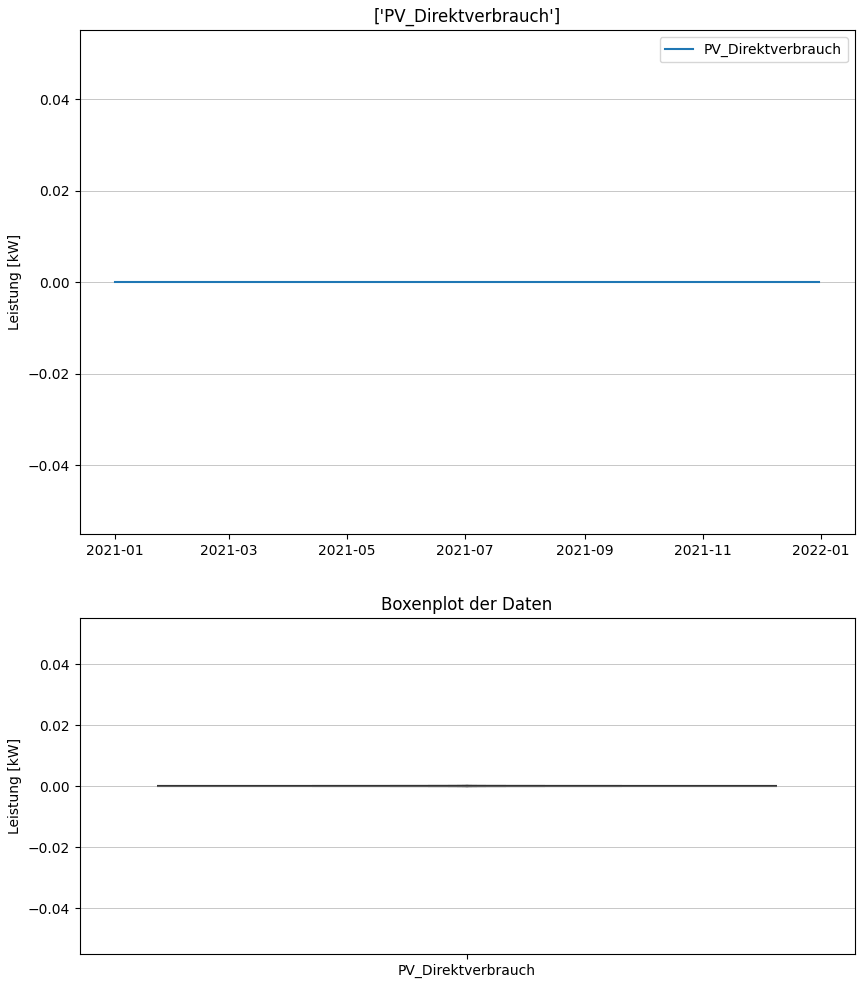 ['PV_Direktverbrauch']
PV_Direktverbrauch
0.04
0.02
0.00
−0.02
−0.04
Leistung [kW]
2021-01 2021-03 2021-05 2021-07 2021-09 2021-11 2022-01
Boxenplot der Daten
0.04
0.02
0.00
−0.02
−0.04
Leistung [kW]
PV_Direktverbrauch